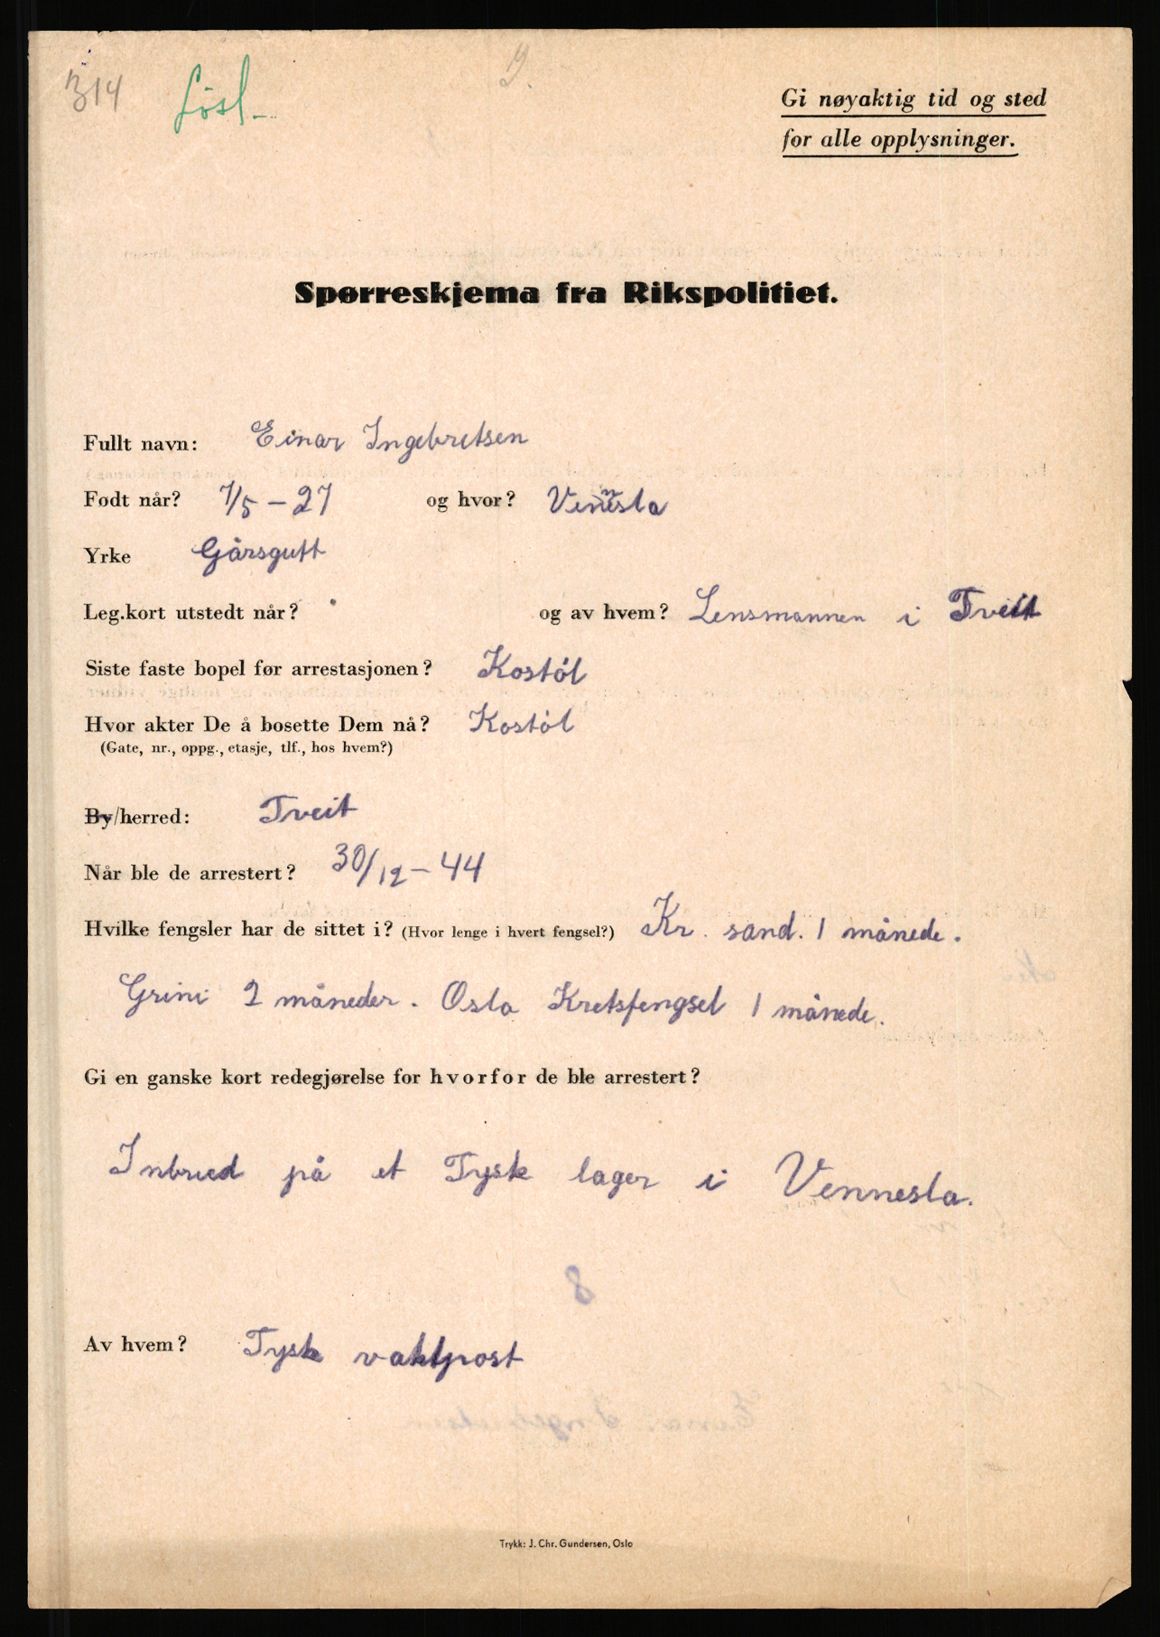 314 Løsl. J.
Gi nøyaktig tid og sted
for alle opplysninger.
Spørreskjema fra Rikspolitiet.
Fullt navn: Einar Ingebretsen
Født når? 7/5 - 27 og hvor? Vennesla
Yrke Gårsgutt
Leg.kort utstedt når? og av hvem? Lensmannen i Tveit
Siste faste bopel før arrestasjonen? Kostøl
Hvor akter De å bosette Dem nå? Kostøl
(Gate, nr., oppg., etasje, tlf., hos hvem?)
By/herred: Tveit
Når ble de arrestert? 30/12 - 44
Hvilke fengsler har de sittet i? (Hvor lenge i hvert fengsel?) Kr. sand. 1 månede.
Grini 2 måneder. Oslo Kretsfengsel 1 månede.
Gi en ganske kort redegjørelse for hvorfor de ble arrestert?
Inbrud på et Tysk lager i Vennesla.
8
Av hvem? Tysk vaktpost
Trykk: J. Chr. Gundersen, Oslo